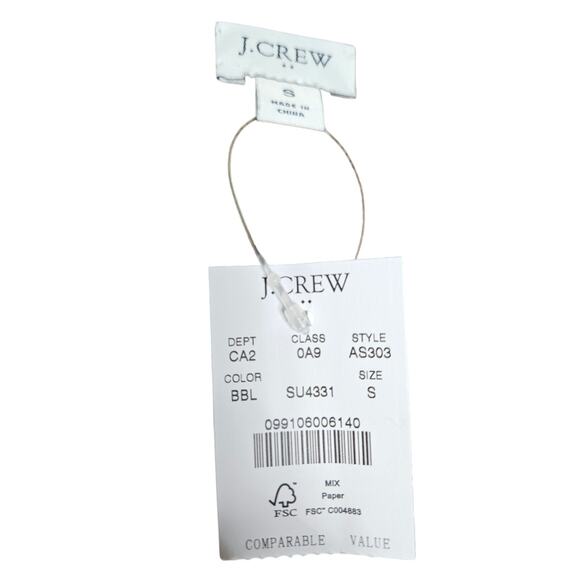 J.CREW
S
MADE IN
CHINA
J.CREW
DEPT CLASS STYLE
CA2 0A9 AS303
COLOR SIZE
BBL SU4331 S
099106006140
MIX
Paper
FSC FSC™ C004883
COMPARABLE VALUE